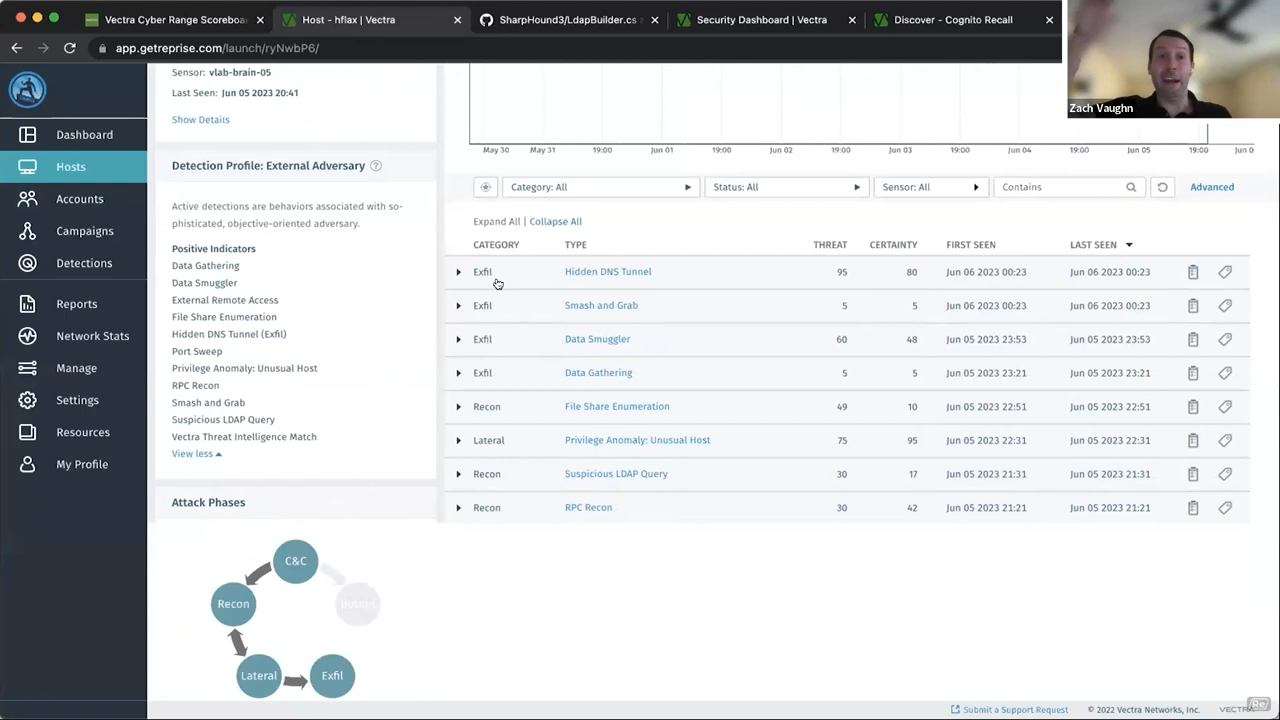 Vectra Cyber Range Scoreboa
Host - hflax | Vectra
SharpHound3/LdapBuilder.cs
Security Dashboard | Vectra
Discover - Cognito Recall
app.getreprise.com/launch/ryNwbP6/
Zach Vaughn
Dashboard
Hosts
Accounts
Campaigns
Detections
Reports
Network Stats
Manage
Settings
Resources
My Profile
Sensor: vlab-brain-05
Last Seen: Jun 05 2023 20:41
Show Details
Detection Profile: External Adversary ?
Active detections are behaviors associated with so-
phisticated, objective-oriented adversary.
Positive Indicators
Data Gathering
Data Smuggler
External Remote Access
File Share Enumeration
Hidden DNS Tunnel (Exfil)
Port Sweep
Privilege Anomaly: Unusual Host
RPC Recon
Smash and Grab
Suspicious LDAP Query
Vectra Threat Intelligence Match
View less
Attack Phases
C&C
Recon
Botnet
Lateral
Exfil
May 30 May 31 19:00 Jun 01 19:00 Jun 02 19:00 Jun 03 19:00 Jun 04 19:00 Jun 05 19:00 Jun 0
Category: All
Status: All
Sensor: All
Contains
Advanced
Expand All | Collapse All
CATEGORY TYPE THREAT CERTAINTY FIRST SEEN LAST SEEN
Exfil Hidden DNS Tunnel 95 80 Jun 06 2023 00:23 Jun 06 2023 00:23
Exfil Smash and Grab 5 5 Jun 06 2023 00:23 Jun 06 2023 00:23
Exfil Data Smuggler 60 48 Jun 05 2023 23:53 Jun 05 2023 23:53
Exfil Data Gathering 5 5 Jun 05 2023 23:21 Jun 05 2023 23:21
Recon File Share Enumeration 49 10 Jun 05 2023 22:51 Jun 05 2023 22:51
Lateral Privilege Anomaly: Unusual Host 75 95 Jun 05 2023 22:31 Jun 05 2023 22:31
Recon Suspicious LDAP Query 30 17 Jun 05 2023 21:31 Jun 05 2023 21:31
Recon RPC Recon 30 42 Jun 05 2023 21:21 Jun 05 2023 21:21
Submit a Support Request
© 2022 Vectra Networks, Inc.
VECTRA
Re